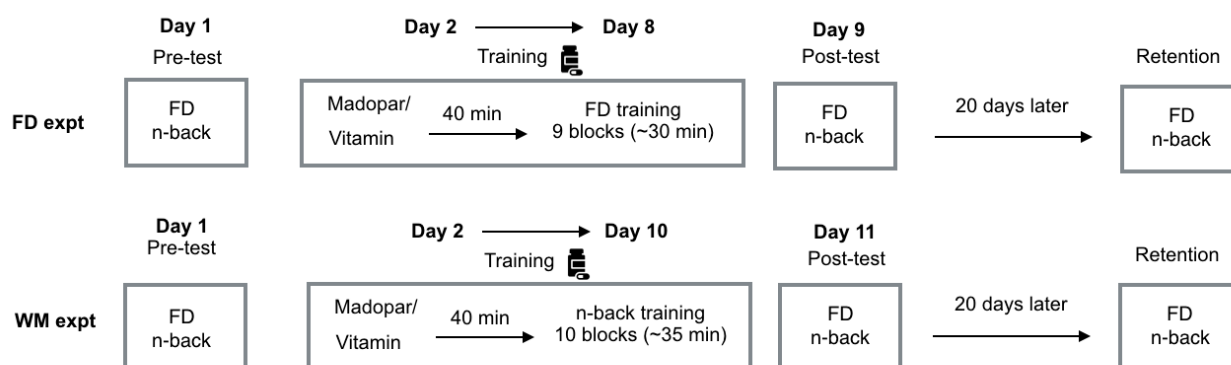 Day 1
Day 2
Day 8
Day 9
Pre-test
Training
Post-test
Retention
FD expt
FD
n-back
Madopar/
Vitamin
40 min
FD training
9 blocks (~30 min)
FD
n-back
20 days later
FD
n-back
Day 1
Day 2
Day 10
Day 11
Pre-test
Training
Post-test
Retention
WM expt
FD
n-back
Madopar/
Vitamin
40 min
n-back training
10 blocks (~35 min)
FD
n-back
20 days later
FD
n-back